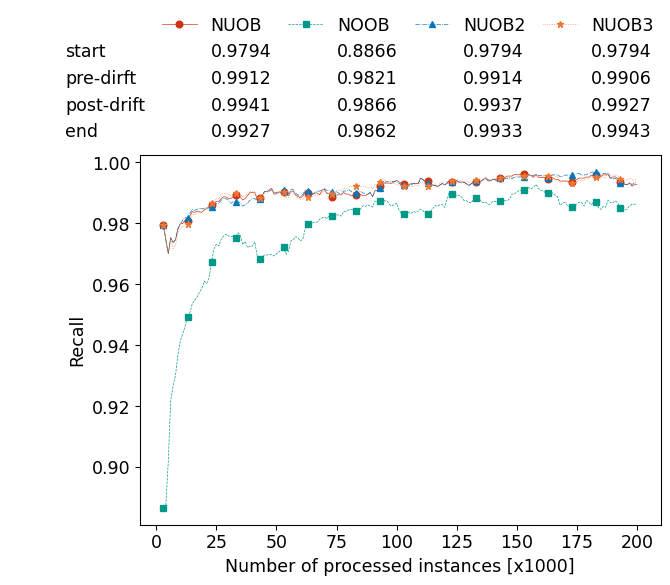 NUOB NOOB NUOB2 NUOB3
start 0.9794 0.8866 0.9794 0.9794
pre-dirft 0.9912 0.9821 0.9914 0.9906
post-drift 0.9941 0.9866 0.9937 0.9927
end 0.9927 0.9862 0.9933 0.9943
1.00
0.98
0.96
0.94
0.92
0.90
Recall
0 25 50 75 100 125 150 175 200
Number of processed instances [x1000]